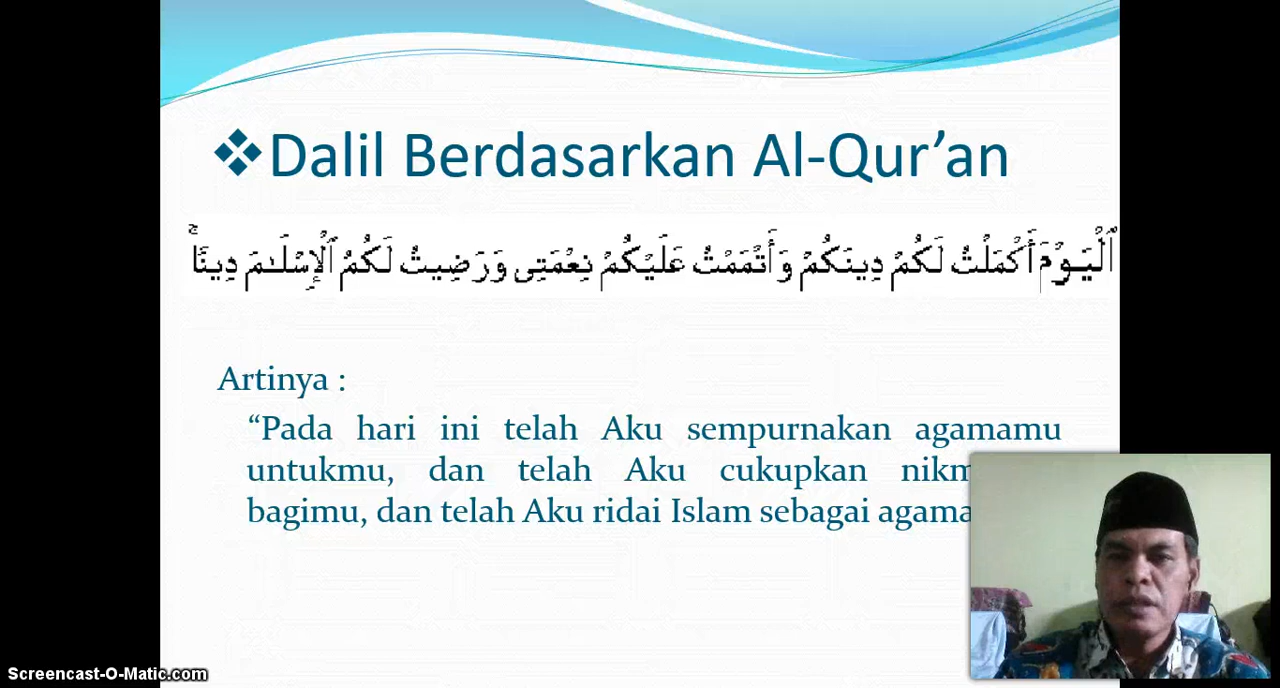 Dalil Berdasarkan Al-Qur’an
ٱلْيَوْمَ أَكْمَلْتُ لَكُمْ دِينَكُمْ وَأَتْمَمْتُ عَلَيْكُمْ نِعْمَتِى وَرَضِيتُ لَكُمُ ٱلْإِسْلَـٰمَ دِينًا ۚ
Artinya :
“Pada hari ini telah Aku sempurnakan agamamu
untukmu, dan telah Aku cukupkan
bagimu, dan telah Aku ridai Islam sebagai agama
Screencast-O-Matic.com